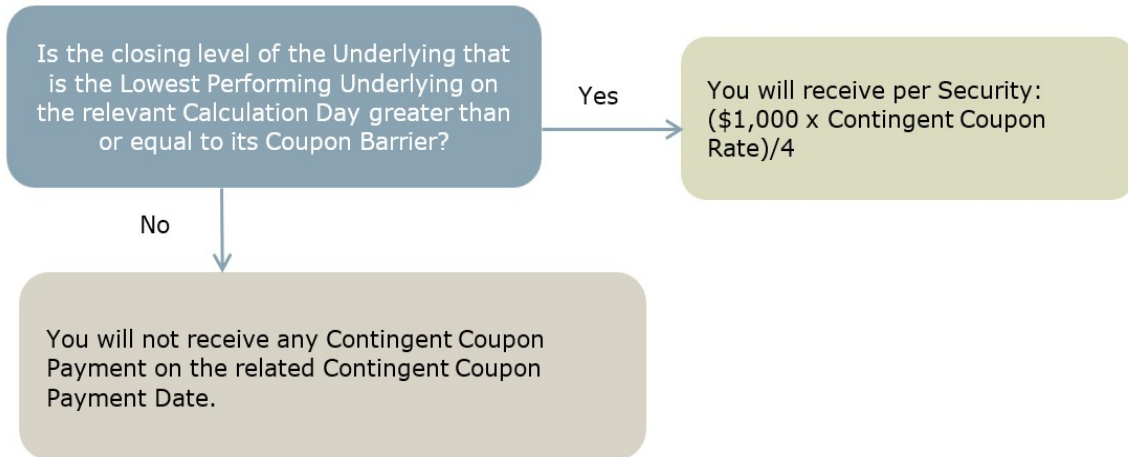 Is the closing level of the Underlying that
is the Lowest Performing Underlying on
the relevant Calculation Day greater than
or equal to its Coupon Barrier?
Yes
You will receive per Security:
($1,000 x Contingent Coupon
Rate)/4
No
You will not receive any Contingent Coupon
Payment on the related Contingent Coupon
Payment Date.